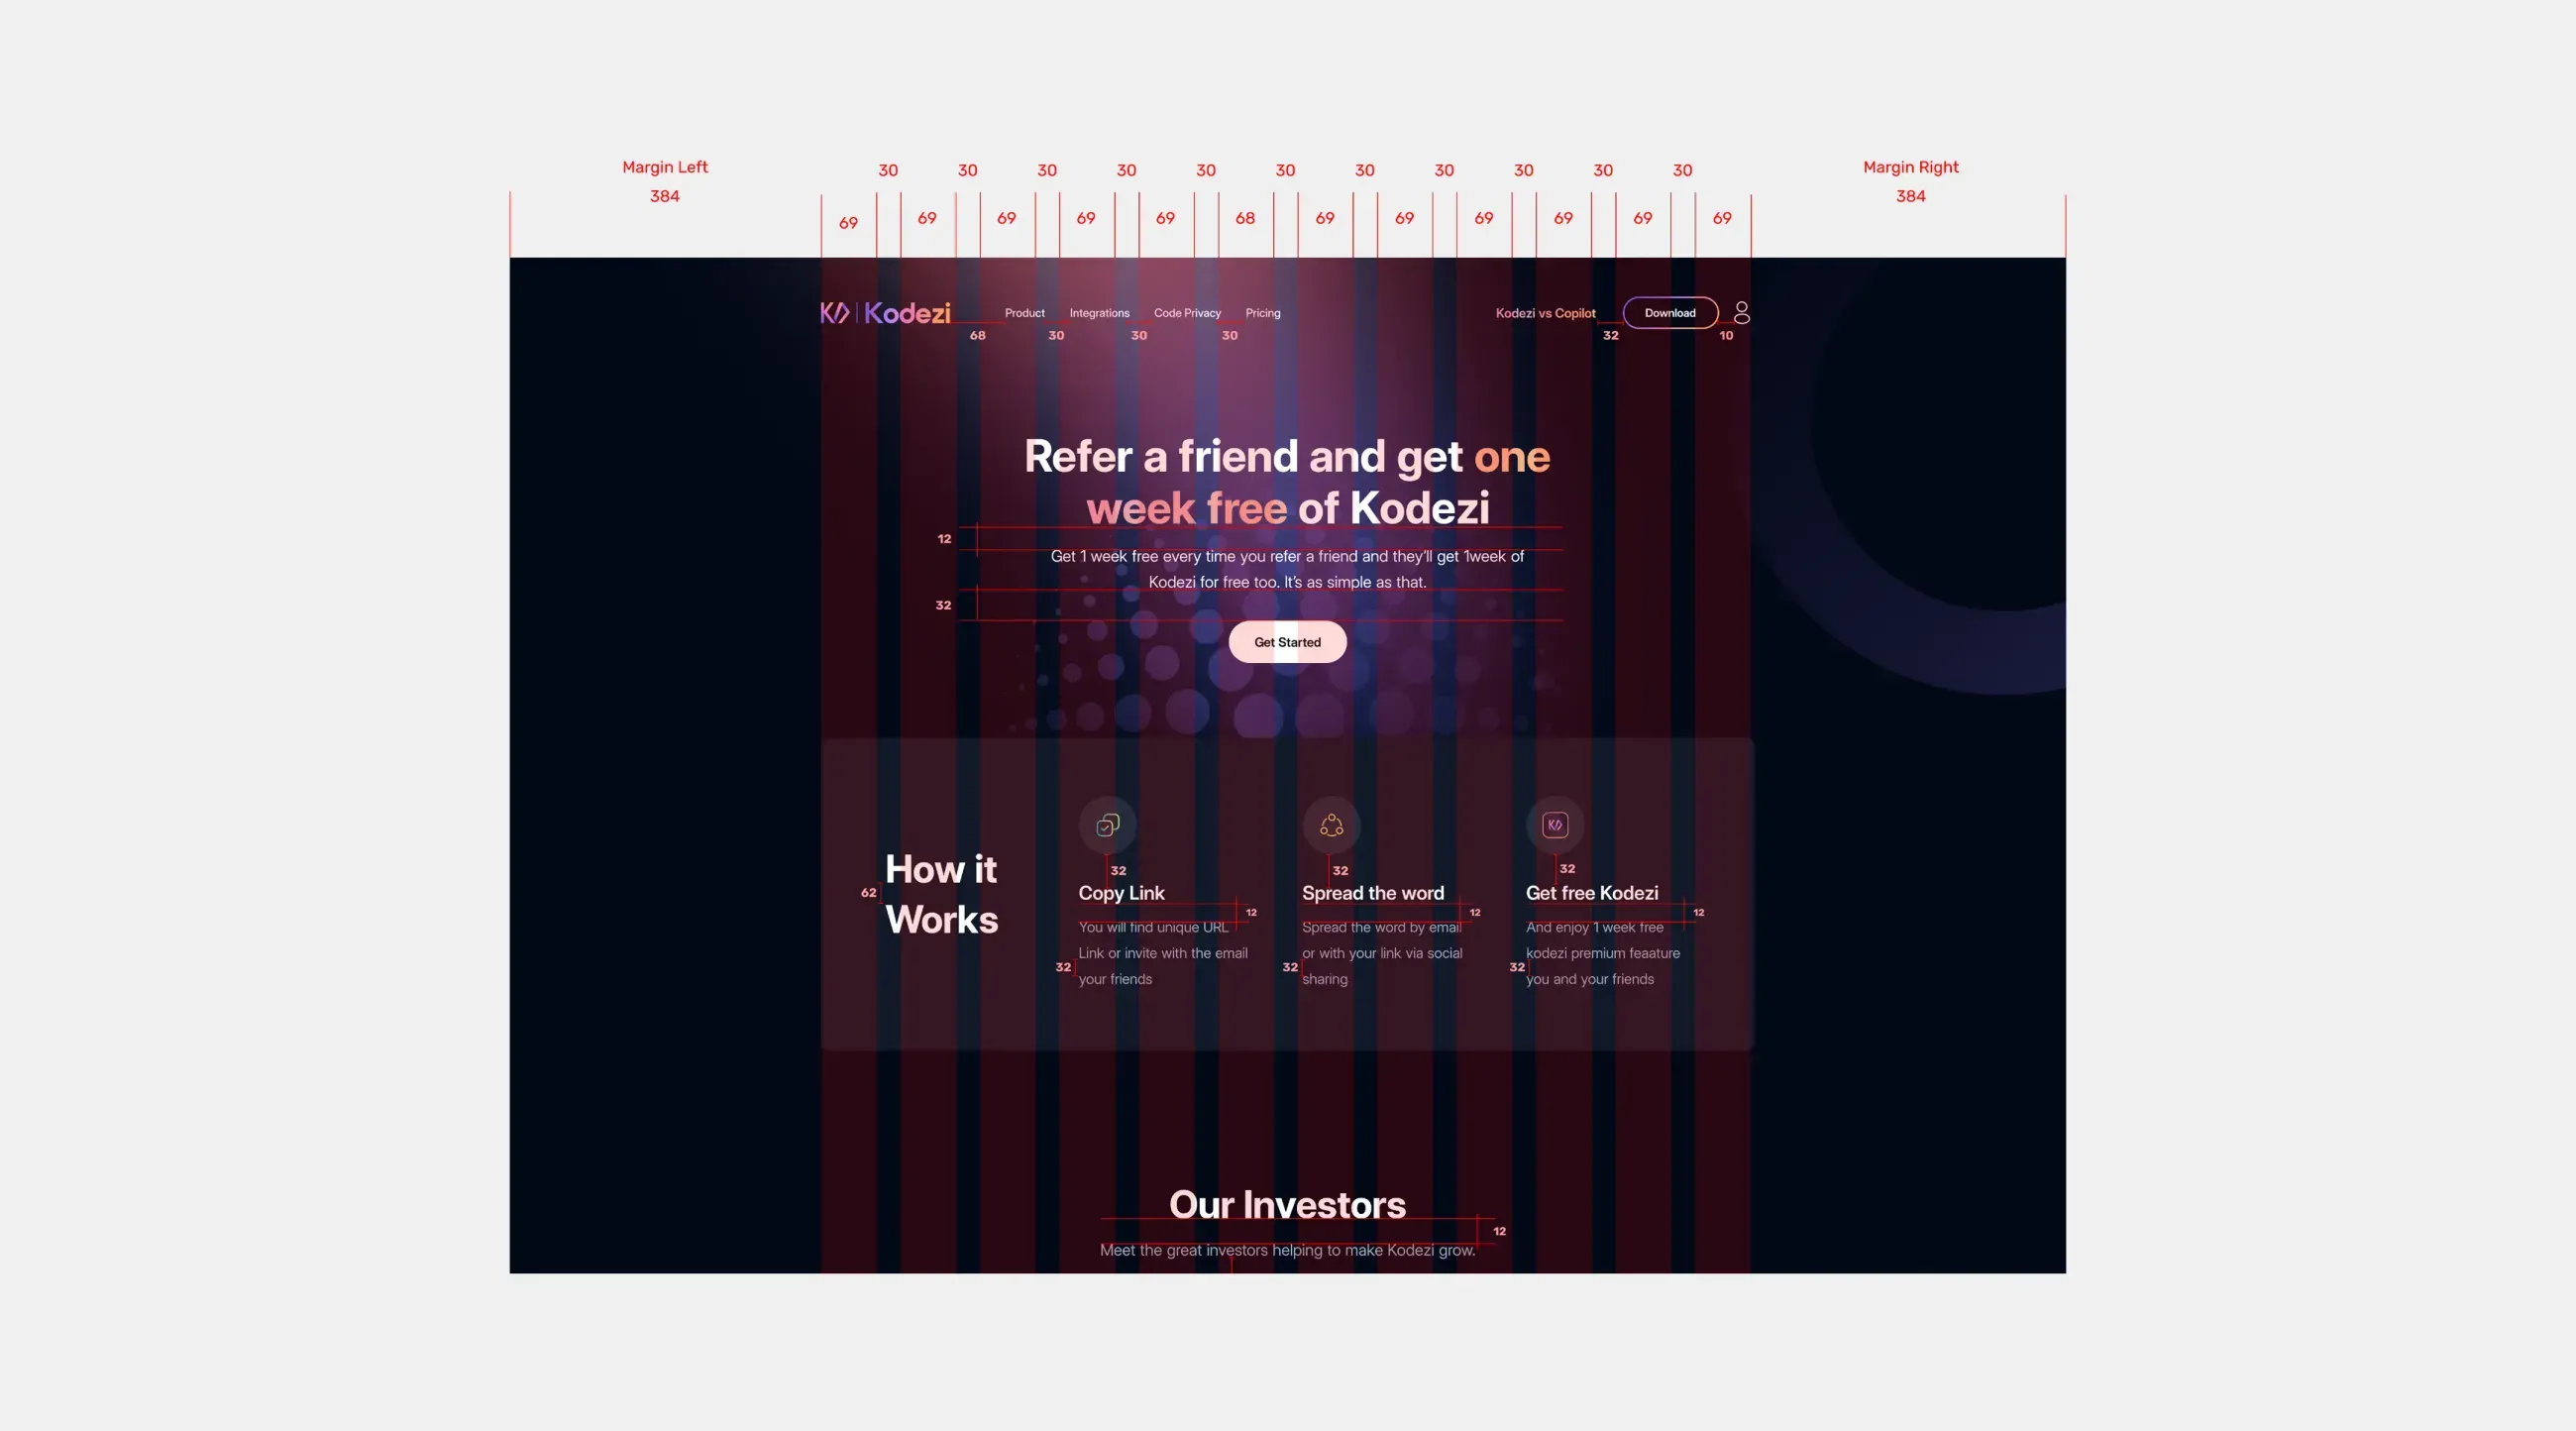 Margin Left
384
30 30 30 30 30 30 30 30 30 30 30
Margin Right
384
69 69 69 69 69 68 69 69 69 69 69 69
Kodezi
Product Integrations Code Privacy Pricing
Kodezi vs Copilot Download
68 30 30 30 32 10
Refer a friend and get one
week free of Kodezi
12
Get 1 week free every time you refer a friend and they'll get 1week of
Kodezi for free too. It's as simple as that.
32
Get Started
How it
Works
62
32
Copy Link
12
You will find unique URL
Link or invite with the email
32
your friends
32
Spread the word
12
Spread the word by email
or with your link via social
32
sharing
32
Get free Kodezi
12
And enjoy 1 week free
kodezi premium feaature
32
you and your friends
Our Investors
12
Meet the great investors helping to make Kodezi grow.